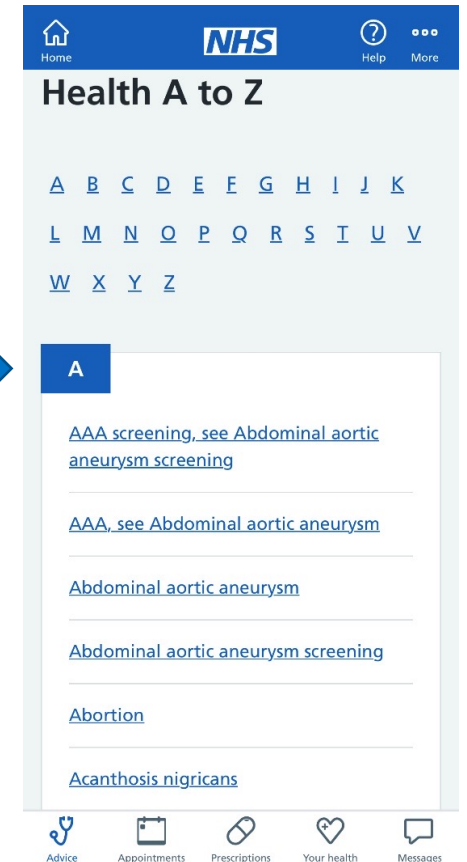 NHS
Home
Help
More
Health A to Z
A B C D E F G H I J K
L M N O P Q R S T U V
W X Y Z
A
AAA screening, see Abdominal aortic
aneurysm screening
AAA, see Abdominal aortic aneurysm
Abdominal aortic aneurysm
Abdominal aortic aneurysm screening
Abortion
Acanthosis nigricans
Advice
Appointments
Prescriptions
Your health
Messages